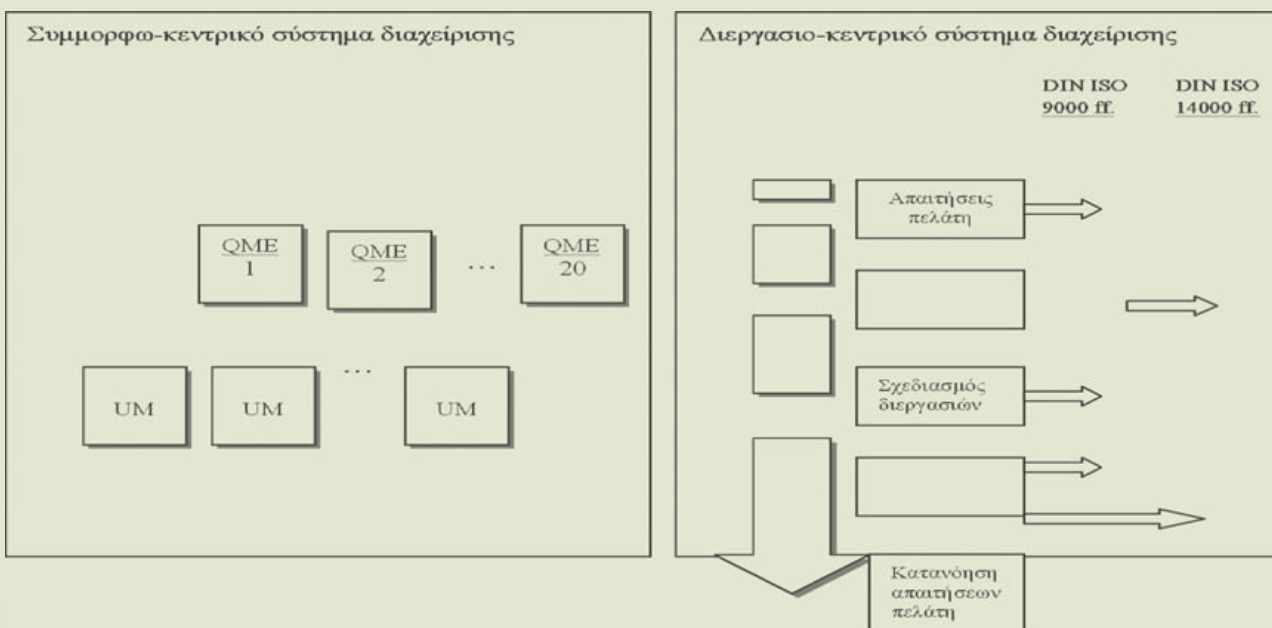 Συμμορφω-κεντρικό σύστημα διαχείρισης
QME
1
QME
2
...
QME
20
UM
UM
...
UM
Διεργασιο-κεντρικό σύστημα διαχείρισης
DIN ISO
9000 ff.
DIN ISO
14000 ff.
Απαιτήσεις
πελάτη
Σχεδιασμός
διεργασιών
Κατανόηση
απαιτήσεων
πελάτη